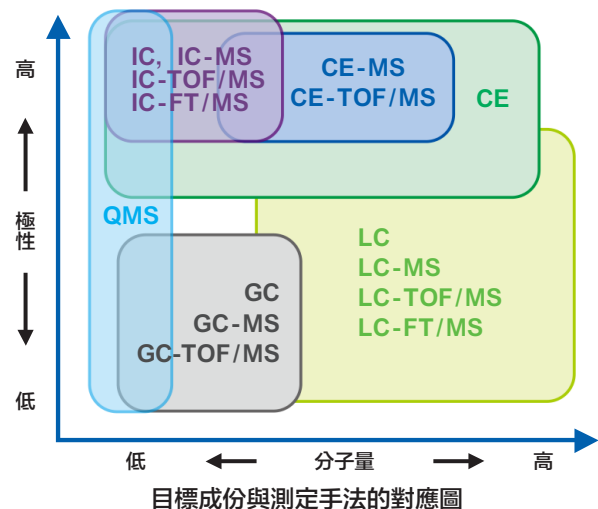 高
極性
低
IC, IC-MS
IC-TOF/MS
IC-FT/MS
CE-MS
CE-TOF/MS
CE
QMS
LC
LC-MS
LC-TOF/MS
LC-FT/MS
GC
GC-MS
GC-TOF/MS
低
分子量
高
目標成份與測定手法的對應圖